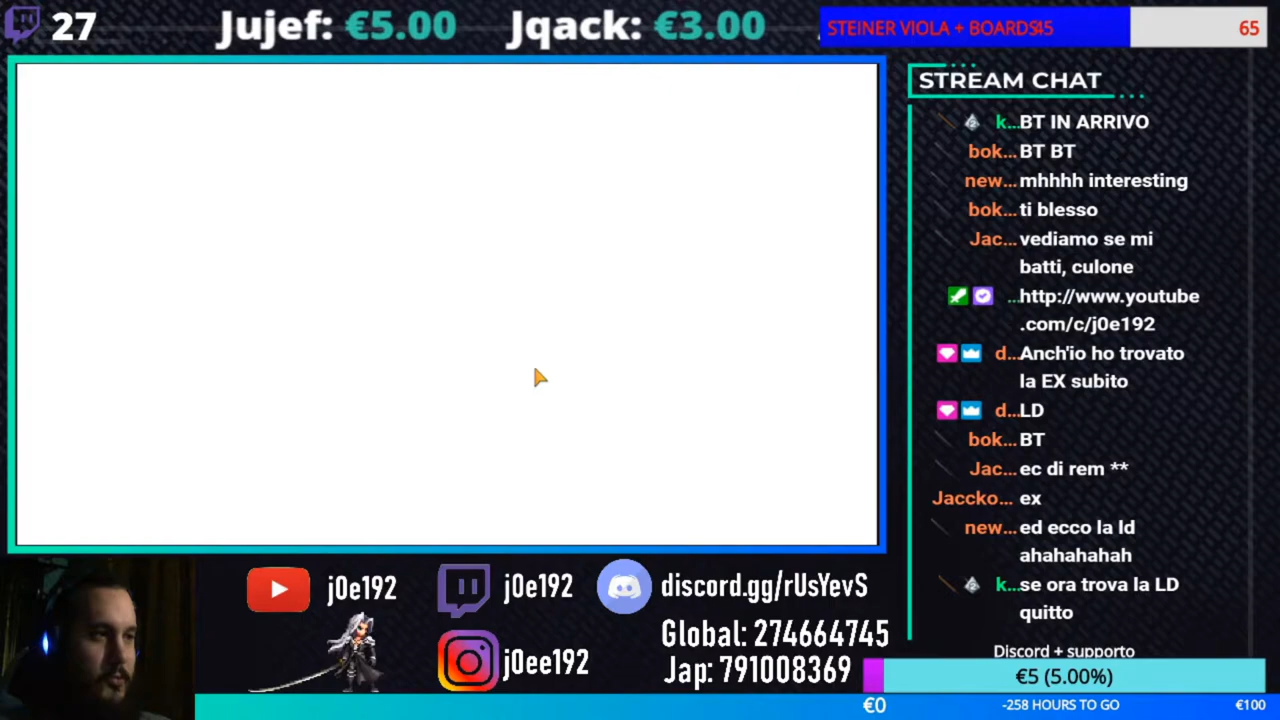 27
Jujef: €5.00
Jqack: €3.00
STEINER VIOLA + BOARDS45
65
STREAM CHAT
k... BT IN ARRIVO
bok... BT BT
new... mhhhh interesting
bok... ti blesso
Jac... vediamo se mi
batti, culone
... http://www.youtube
.com/c/j0e192
d... Anch'io ho trovato
la EX subito
d... LD
bok... BT
Jac... ec di rem **
Jaccko... ex
new... ed ecco la ld
ahahahahah
k... se ora trova la LD
quitto
j0e192
j0e192
discord.gg/rUsYevS
j0ee192
Global: 274664745
Jap: 791008369
Discord + supporto
€5 (5.00%)
€0
-258 HOURS TO GO
€100